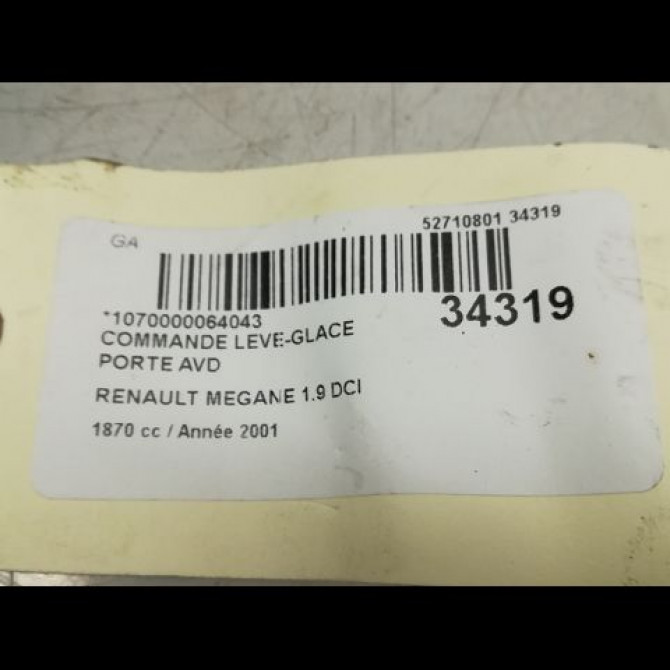 GA
52710801 34319
*1070000064043
34319
COMMANDE LEVE-GLACE
PORTE AVD
RENAULT MEGANE 1.9 DCI
1870 cc / Année 2001